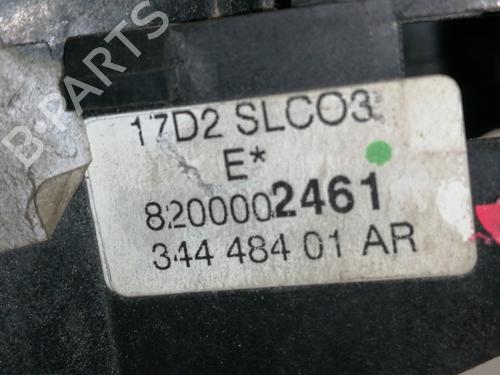 B-PARTS
17D2 SLCO3
E*
8200002461
344 484 01 AR